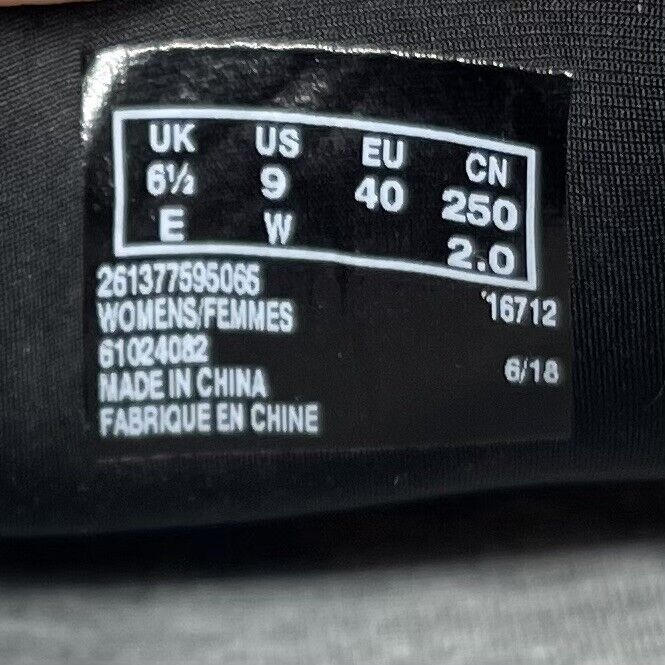 UK US EU CN
6½ 9 40 250
E W 2.0
261377595065
WOMENS/FEMMES 16712
61024082
MADE IN CHINA 6/18
FABRIQUE EN CHINE